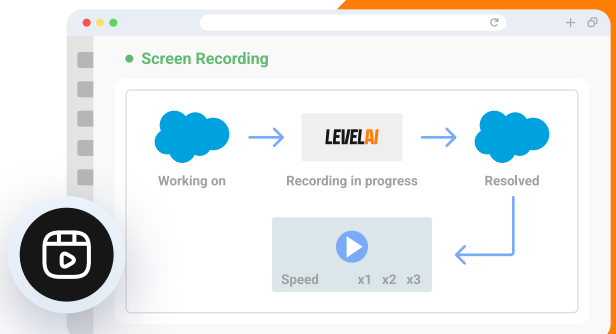 Screen Recording
LEVELAI
Working on
Recording in progress
Resolved
Speed x1 x2 x3